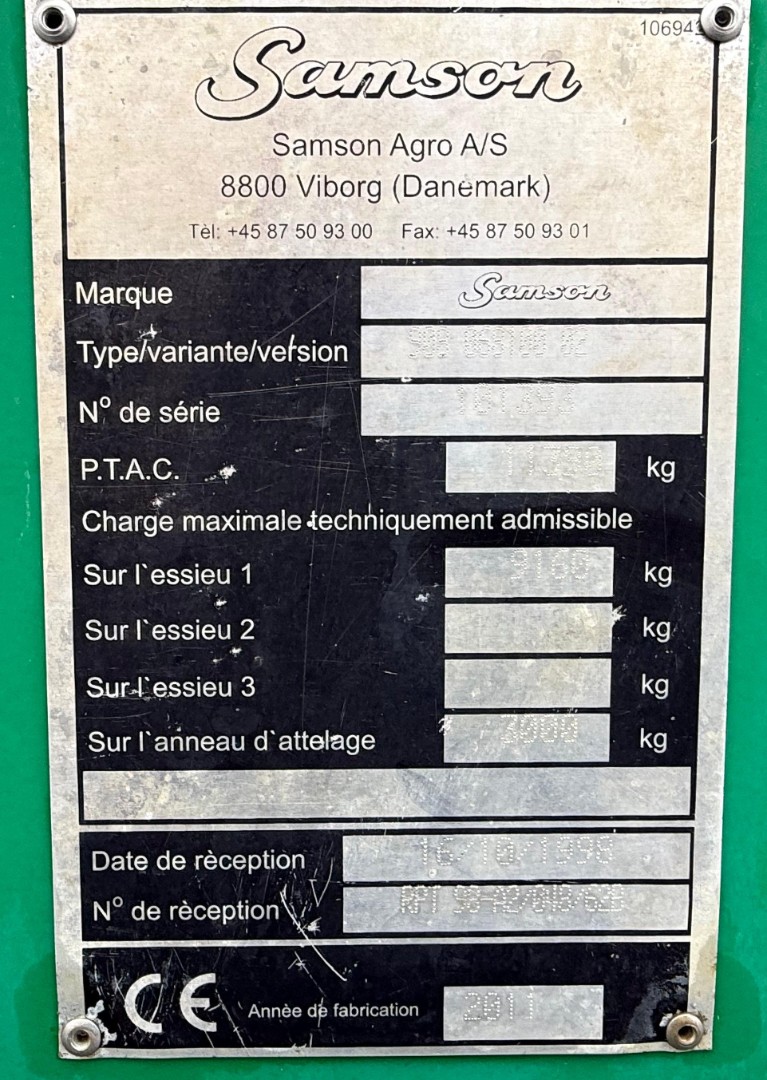 Samson
Samson Agro A/S
8800 Viborg (Danemark)
Tèl: +45 87 50 93 00 Fax: +45 87 50 93 01
Marque Samson
Type/variante/version
N° de série
P.T.A.C. kg
Charge maximale techniquement admissible
Sur l`essieu 1 9160 kg
Sur l`essieu 2 kg
Sur l`essieu 3 kg
Sur l`anneau d`attelage 3000 kg
Date de rèception 16/10/1998
N° de rèception
CE Annèe de fabrication 2011